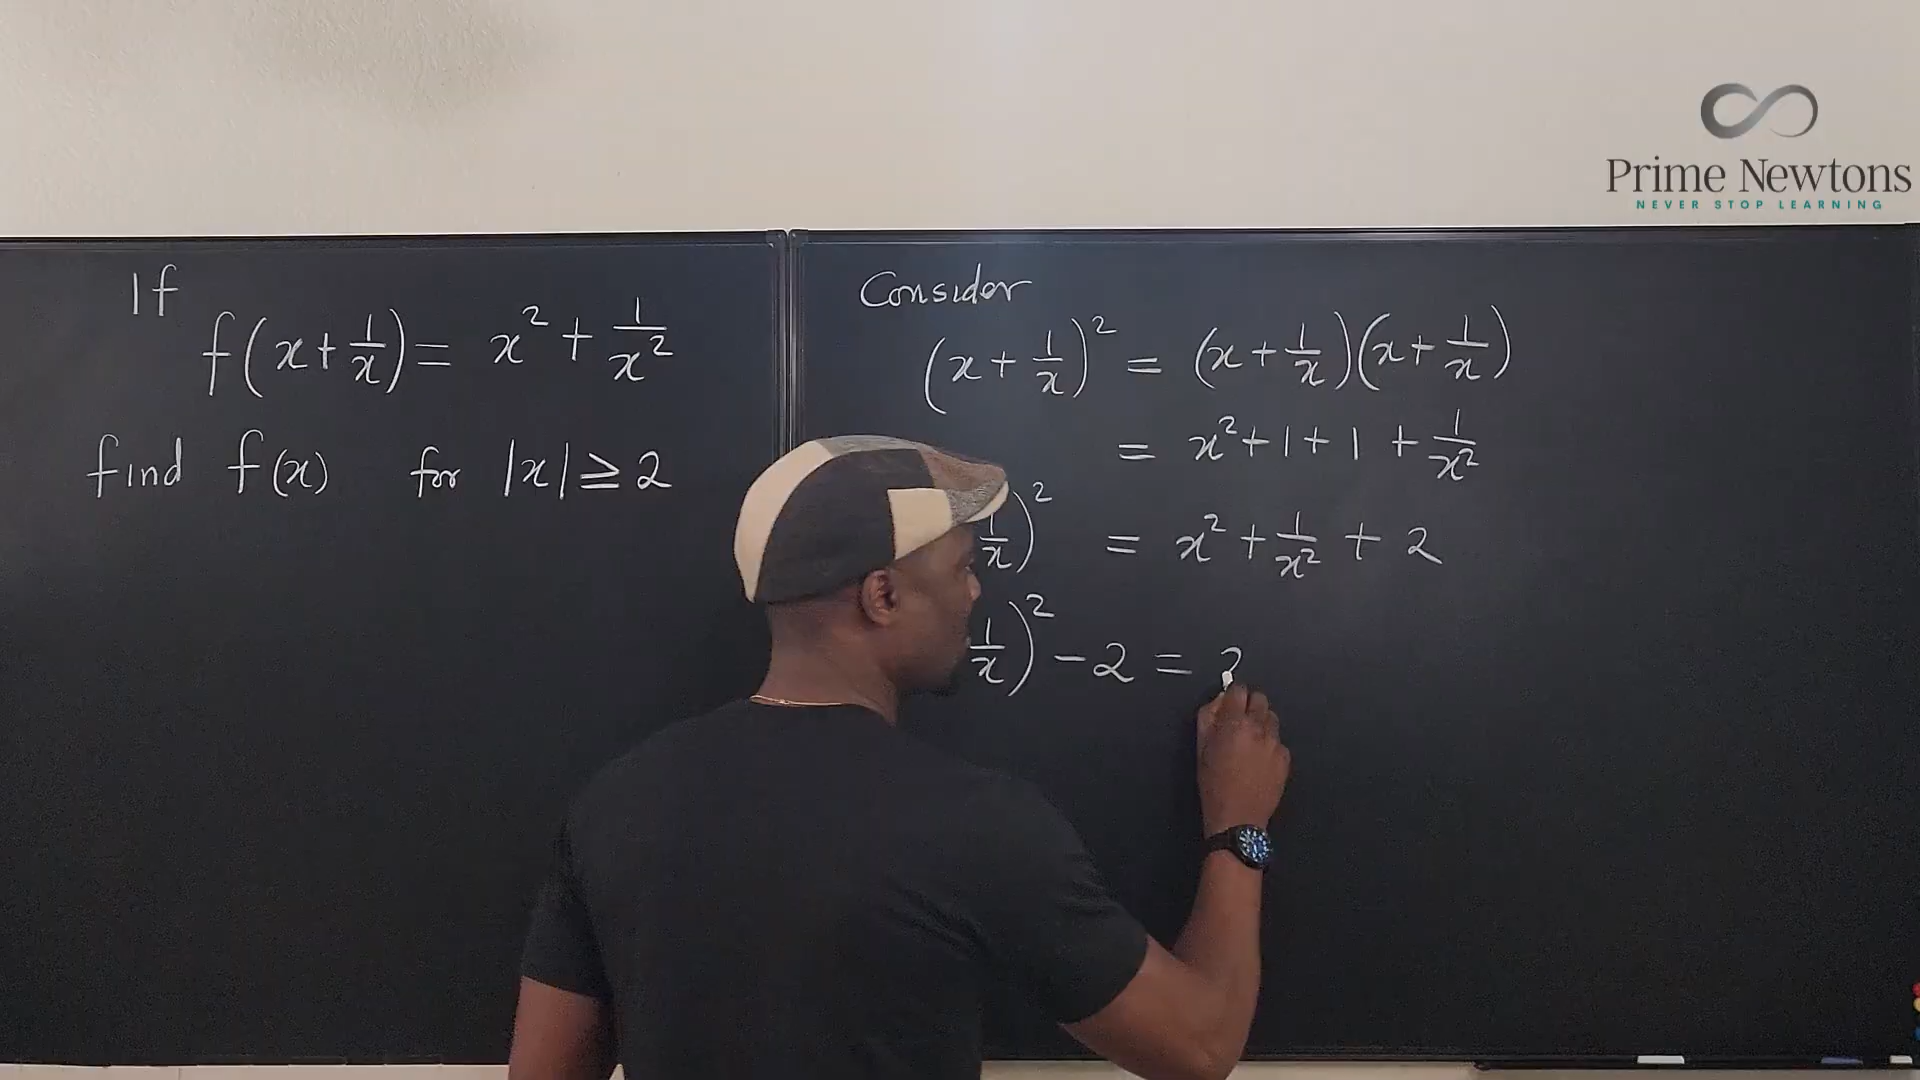 Prime Newtons
NEVER STOP LEARNING
If
f(x+1/x) = x² + 1/x²
find f(x) for |x| ≥ 2
Consider
(x + 1/x)² = (x + 1/x)(x + 1/x)
= x² + 1 + 1 + 1/x²
1/x)² = x² + 1/x² + 2
1/x)² - 2 =